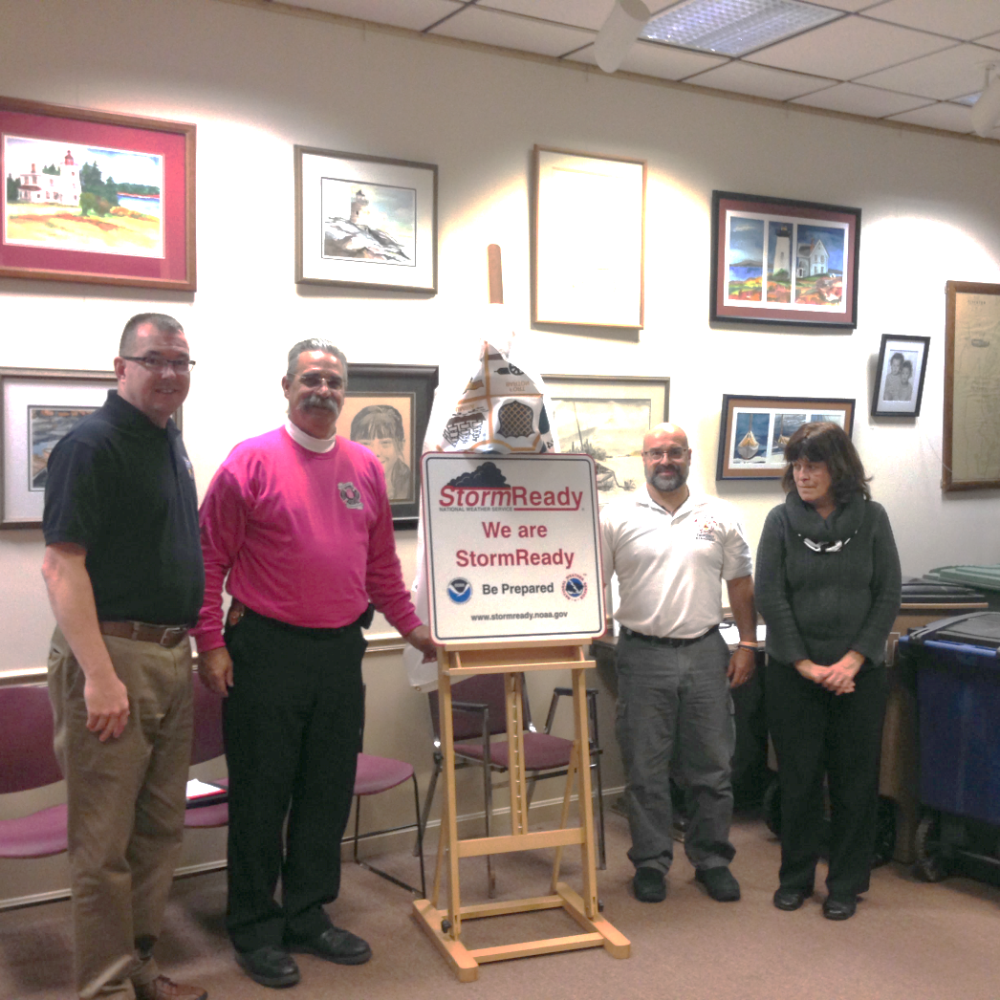 StormReady
NATIONAL WEATHER SERVICE
We are
StormReady
Be Prepared
www.stormready.noaa.gov